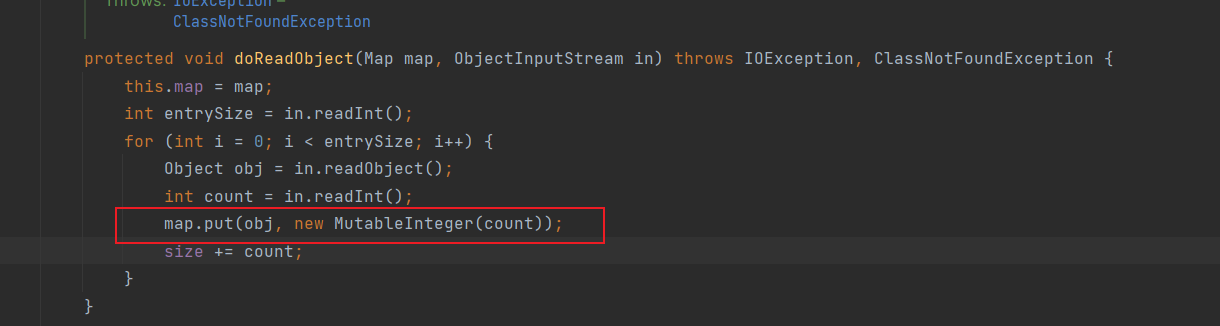 Throws: IOException –
ClassNotFoundException
protected void doReadObject(Map map, ObjectInputStream in) throws IOException, ClassNotFoundException {
this.map = map;
int entrySize = in.readInt();
for (int i = 0; i < entrySize; i++) {
Object obj = in.readObject();
int count = in.readInt();
map.put(obj, new MutableInteger(count));
size += count;
}
}